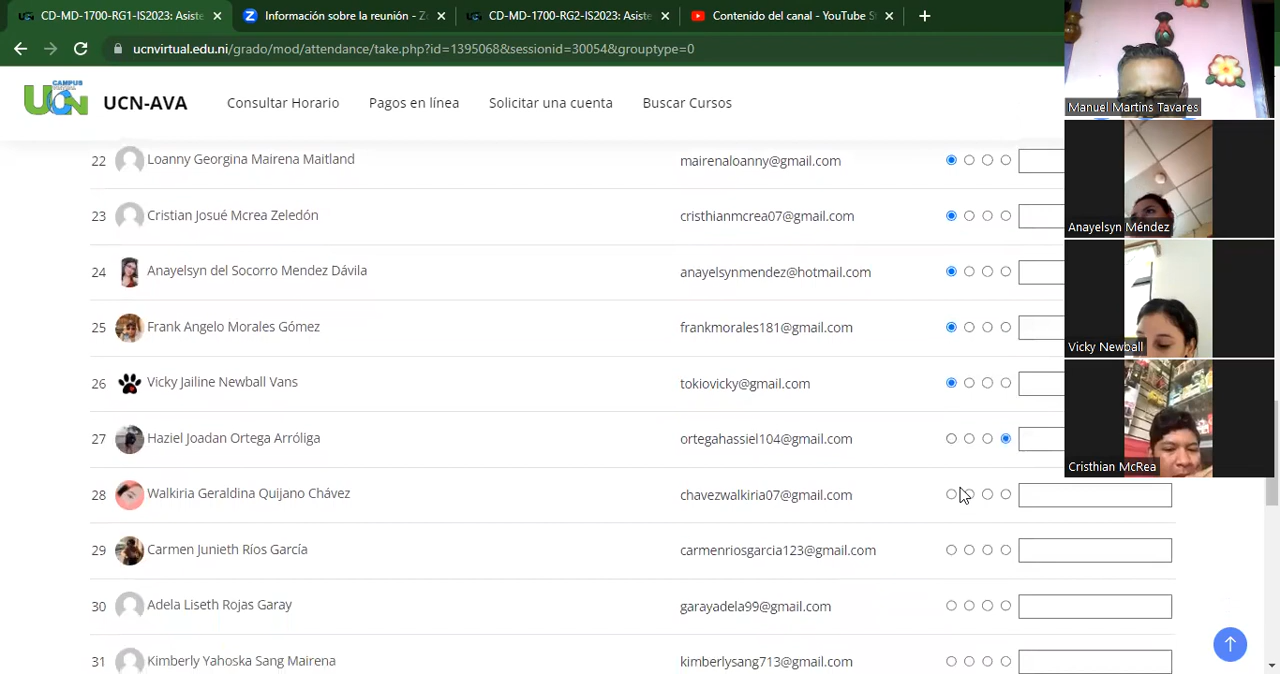 CD-MD-1700-RG1-IS2023: Asiste
Información sobre la reunión - Zo
CD-MD-1700-RG2-IS2023: Asiste
Contenido del canal - YouTube S
ucnvirtual.edu.ni/grado/mod/attendance/take.php?id=1395068&sessionid=30054&grouptype=0
CAMPUS
UCN
UCN-AVA
Consultar Horario
Pagos en línea
Solicitar una cuenta
Buscar Cursos
22 Loanny Georgina Mairena Maitland mairenaloanny@gmail.com
23 Cristian Josué Mcrea Zeledón cristhianmcrea07@gmail.com
24 Anayelsyn del Socorro Mendez Dávila anayelsynmendez@hotmail.com
25 Frank Angelo Morales Gómez frankmorales181@gmail.com
26 Vicky Jailine Newball Vans tokiovicky@gmail.com
27 Haziel Joadan Ortega Arróliga ortegahassiel104@gmail.com
28 Walkiria Geraldina Quijano Chávez chavezwalkiria07@gmail.com
29 Carmen Junieth Ríos García carmenriosgarcia123@gmail.com
30 Adela Liseth Rojas Garay garayadela99@gmail.com
31 Kimberly Yahoska Sang Mairena kimberlysang713@gmail.com
Manuel Martins Tavares
Anayelsyn Méndez
Vicky Newball
Cristhian McRea